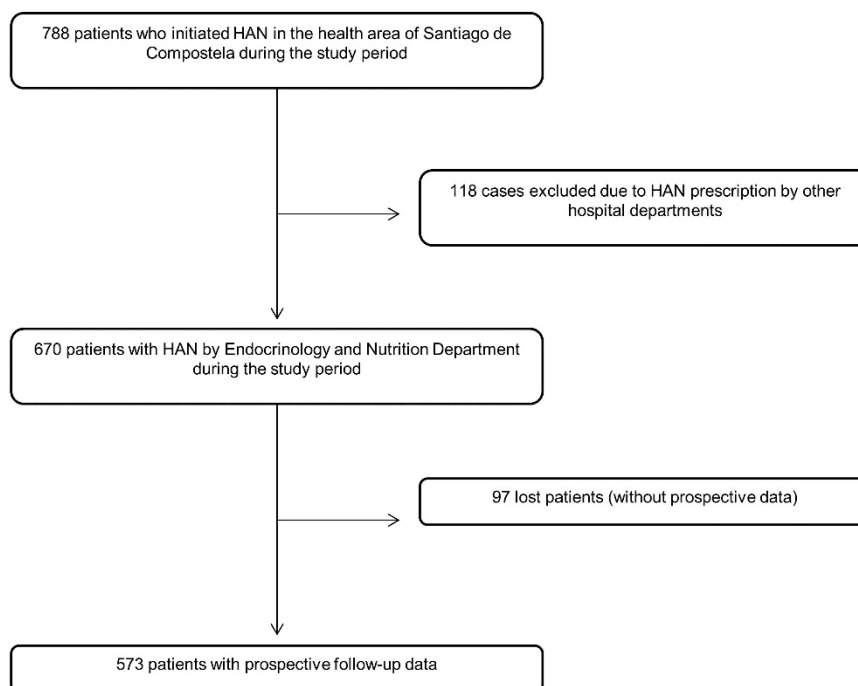 788 patients who initiated HAN in the health area of Santiago de
Compostela during the study period
118 cases excluded due to HAN prescription by other
hospital departments
670 patients with HAN by Endocrinology and Nutrition Department
during the study period
97 lost patients (without prospective data)
573 patients with prospective follow-up data